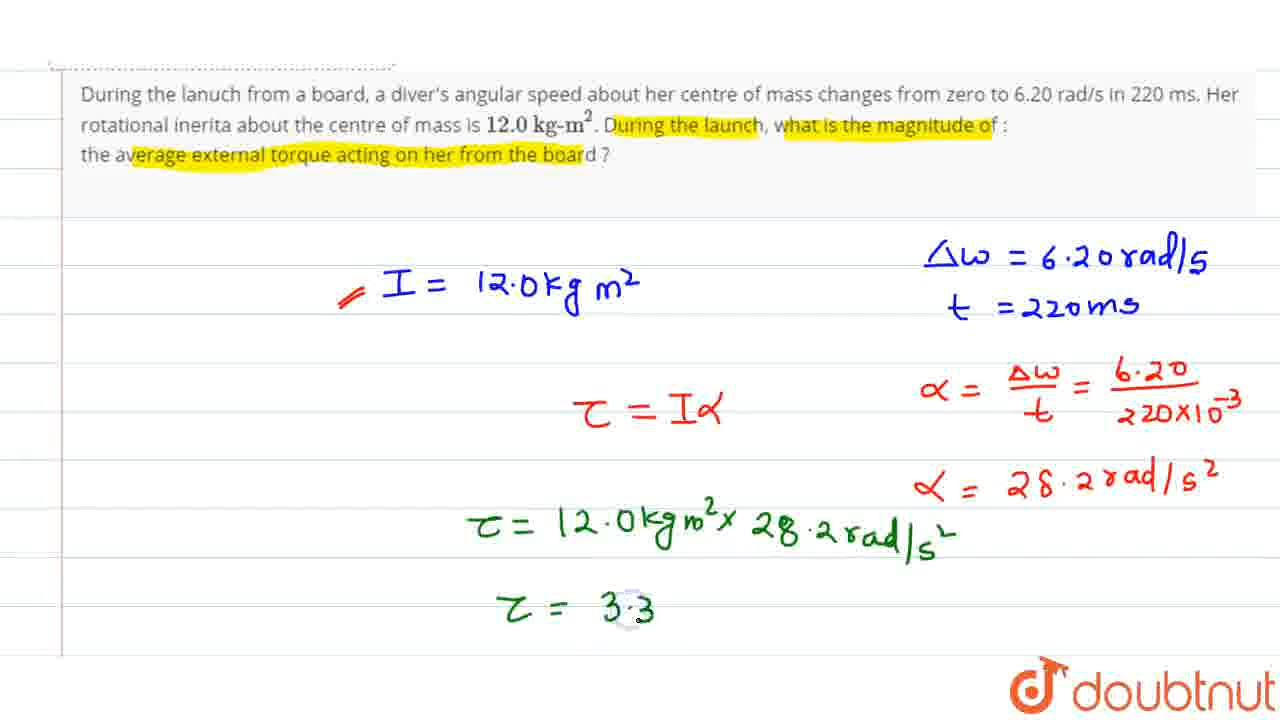 During the lanuch from a board, a diver's angular speed about her centre of mass changes from zero to 6.20 rad/s in 220 ms. Her
rotational inerita about the centre of mass is 12.0 kg-m². During the launch, what is the magnitude of :
the average external torque acting on her from the board ?
I = 12.0 kg m²
Δω = 6.20 rad/s
t = 220 ms
α = Δω/t = 6.20/220×10⁻³
τ = Iα
α = 28.2 rad/s²
τ = 12.0 kg m² × 28.2 rad/s²
τ = 3.3
doubtnut